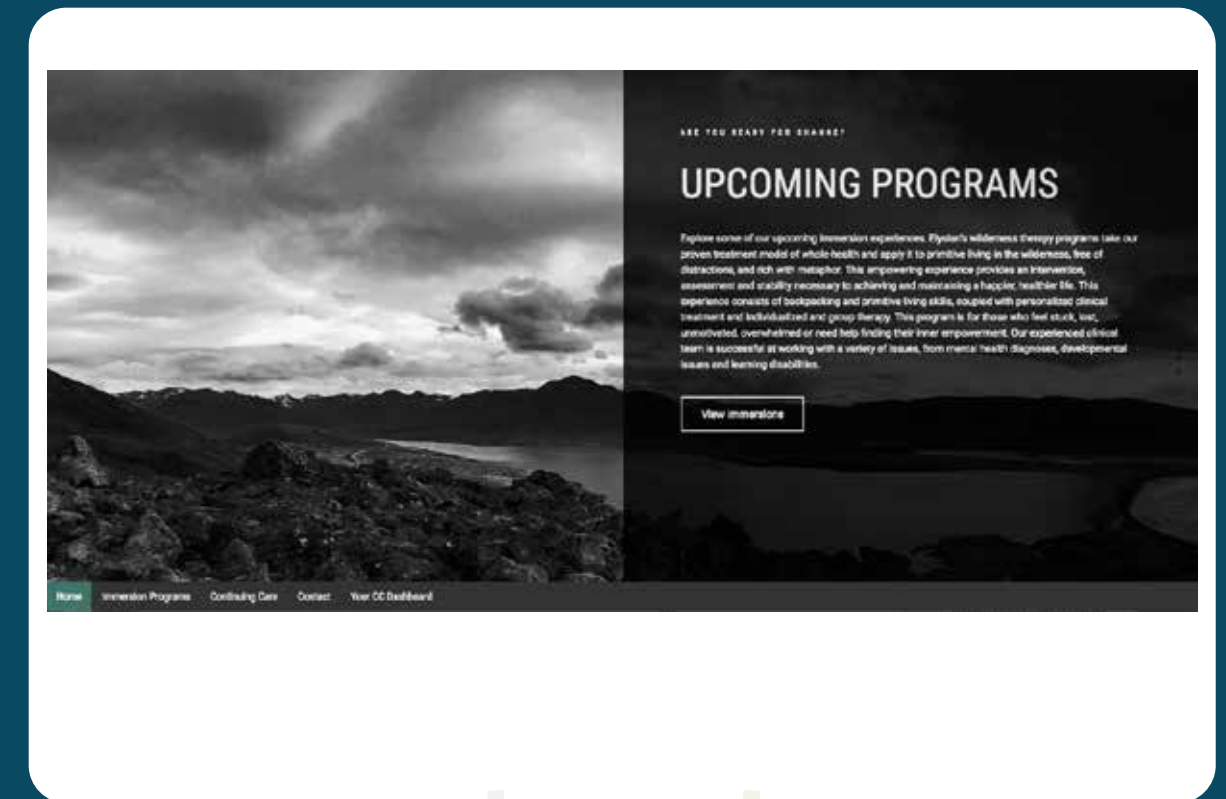 ARE YOU READY FOR CHANGE?
UPCOMING PROGRAMS
Explore some of our upcoming immersion experiences. Elysian's wilderness therapy programs take our
proven treatment model of whole-health and apply it to primitive living in the wilderness, free of
distractions, and rich with metaphor. This empowering experience provides an intervention,
assessment and stability necessary to achieving and maintaining a happier, healthier life. This
experience consists of backpacking and primitive living skills, coupled with personalized clinical
treatment and individualized and group therapy. This program is for those who feel stuck, lost,
unmotivated, overwhelmed or need help finding their inner empowerment. Our experienced clinical
team is successful at working with a variety of issues, from mental health diagnoses, developmental
issues and learning disabilities.
View Immersions
Home Immersion Programs Continuing Care Contact Your CC Dashboard